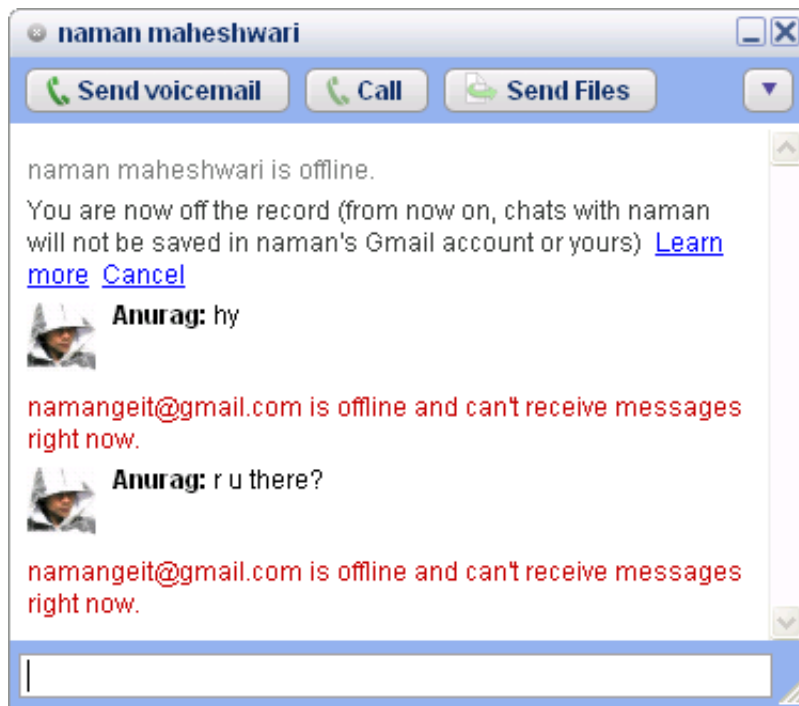 naman maheshwari
Send voicemail Call Send Files
naman maheshwari is offline.
You are now off the record (from now on, chats with naman
will not be saved in naman's Gmail account or yours) Learn
more Cancel
Anurag: hy
namangeit@gmail.com is offline and can't receive messages
right now.
Anurag: r u there?
namangeit@gmail.com is offline and can't receive messages
right now.